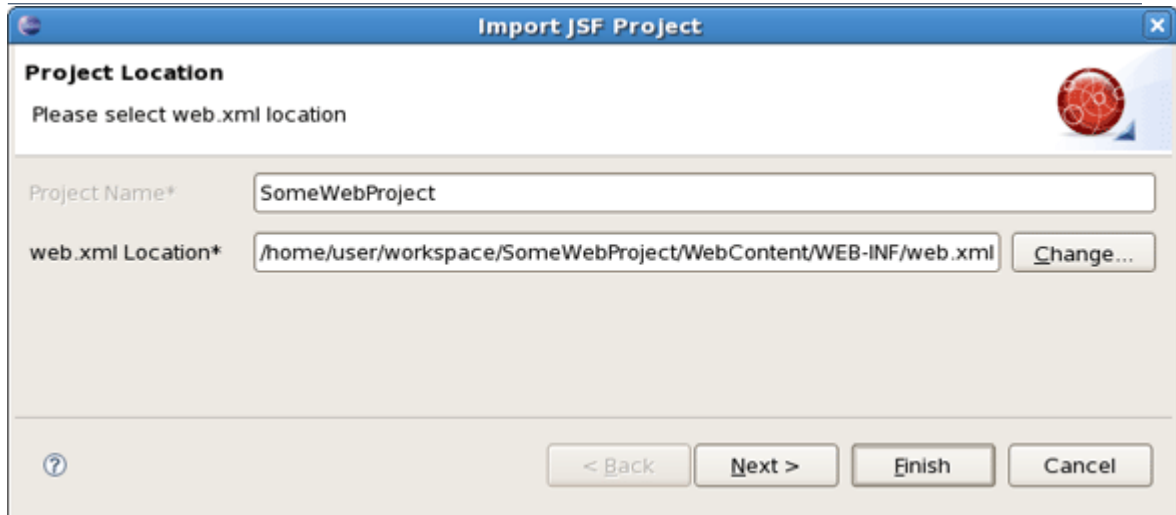 Import JSF Project
Project Location
Please select web.xml location
Project Name* SomeWebProject
web.xml Location* /home/user/workspace/SomeWebProject/WebContent/WEB-INF/web.xml Change...
? < Back Next > Finish Cancel